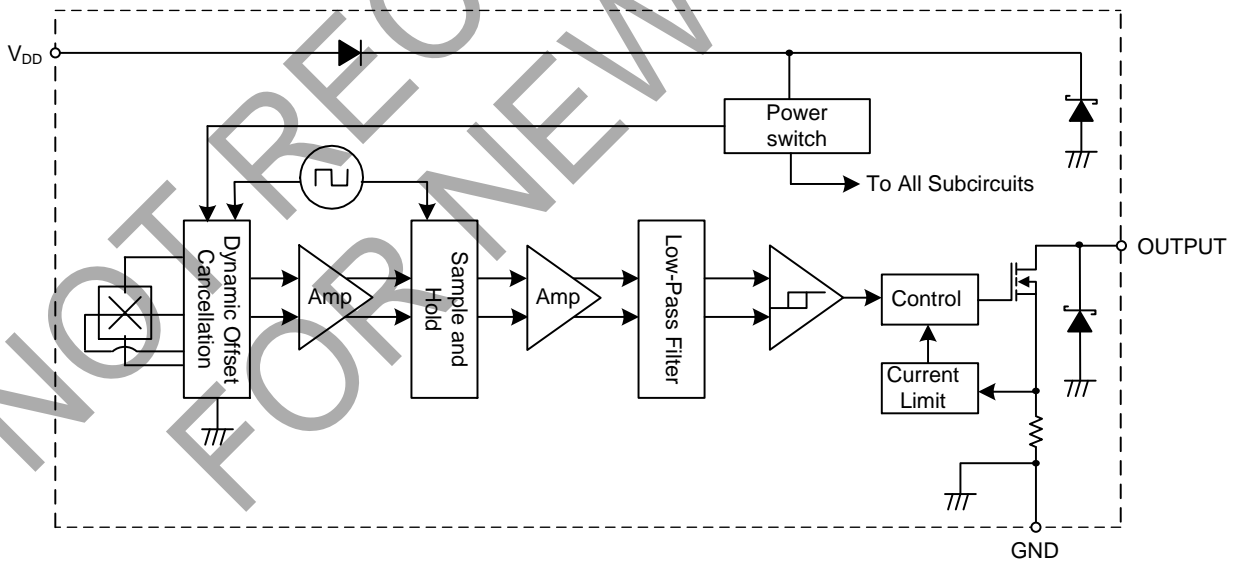 NOT REC
FOR NEW
VDD
Power
switch
To All Subcircuits
Dynamic Offset
Cancellation
Amp
Sample and
Hold
Amp
Low-Pass Filter
Control
Current
Limit
OUTPUT
GND